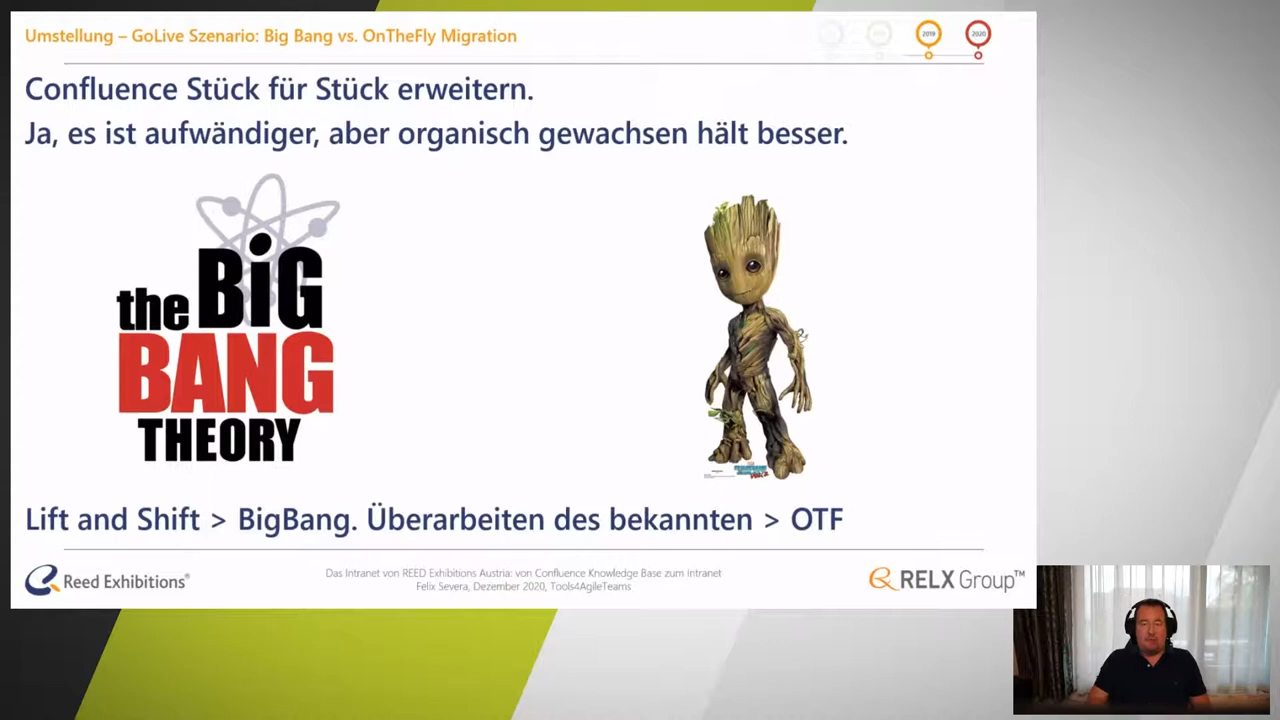 Umstellung – GoLive Szenario: Big Bang vs. OnTheFly Migration
2019
2020
Confluence Stück für Stück erweitern.
Ja, es ist aufwändiger, aber organisch gewachsen hält besser.
the BiG
BANG
THEORY
Lift and Shift > BigBang. Überarbeiten des bekannten > OTF
Reed Exhibitions®
Das Intranet von REED Exhibitions Austria: von Confluence Knowledge Base zum Intranet
Felix Severa, Dezember 2020, Tools4AgileTeams
RELX Group™